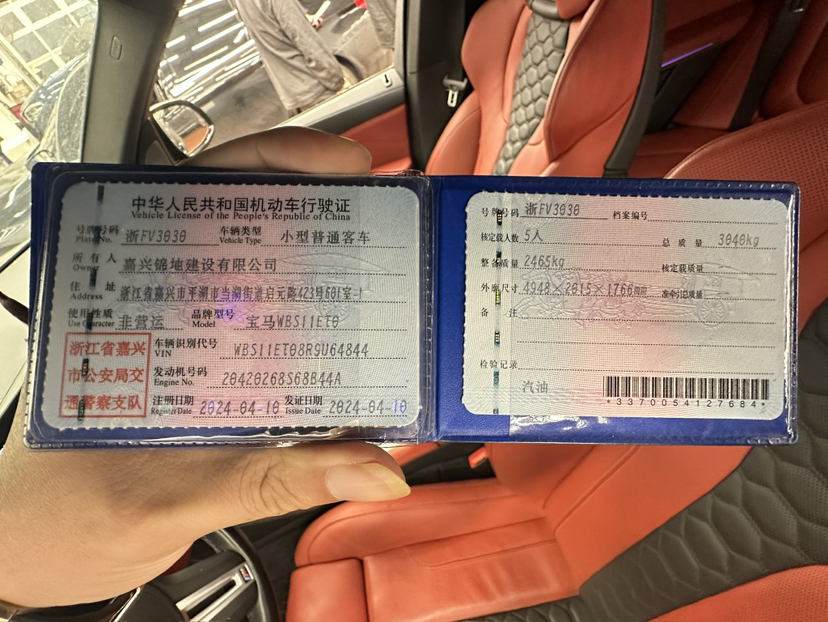 中华人民共和国机动车行驶证
Vehicle License of the People's Republic of China
号牌号码 浙FV3030 车辆类型 小型普通客车
Plate No. Vehicle Type
所有人 嘉兴锦地建设有限公司
Owner
住址 浙江省嘉兴市平湖市当湖街道启元路423号601室-1
Address
使用性质 非营运 品牌型号 宝马WBS11ET0
Use Character Model
浙江省嘉兴
市公安局交
通警察支队
车辆识别代号 WBS11ET08R9U64844
VIN
发动机号码 20420268S68B44A
Engine No.
注册日期 2024-04-10 发证日期 2024-04-10
Register Date Issue Date
号牌号码 浙FV3030 档案编号
核定载人数 5人 总质量 3040kg
整备质量 2465kg 核定载质量
外廓尺寸 4948×2015×1766mm 准牵引总质量
备注
检验记录
汽油
*3370054127684*